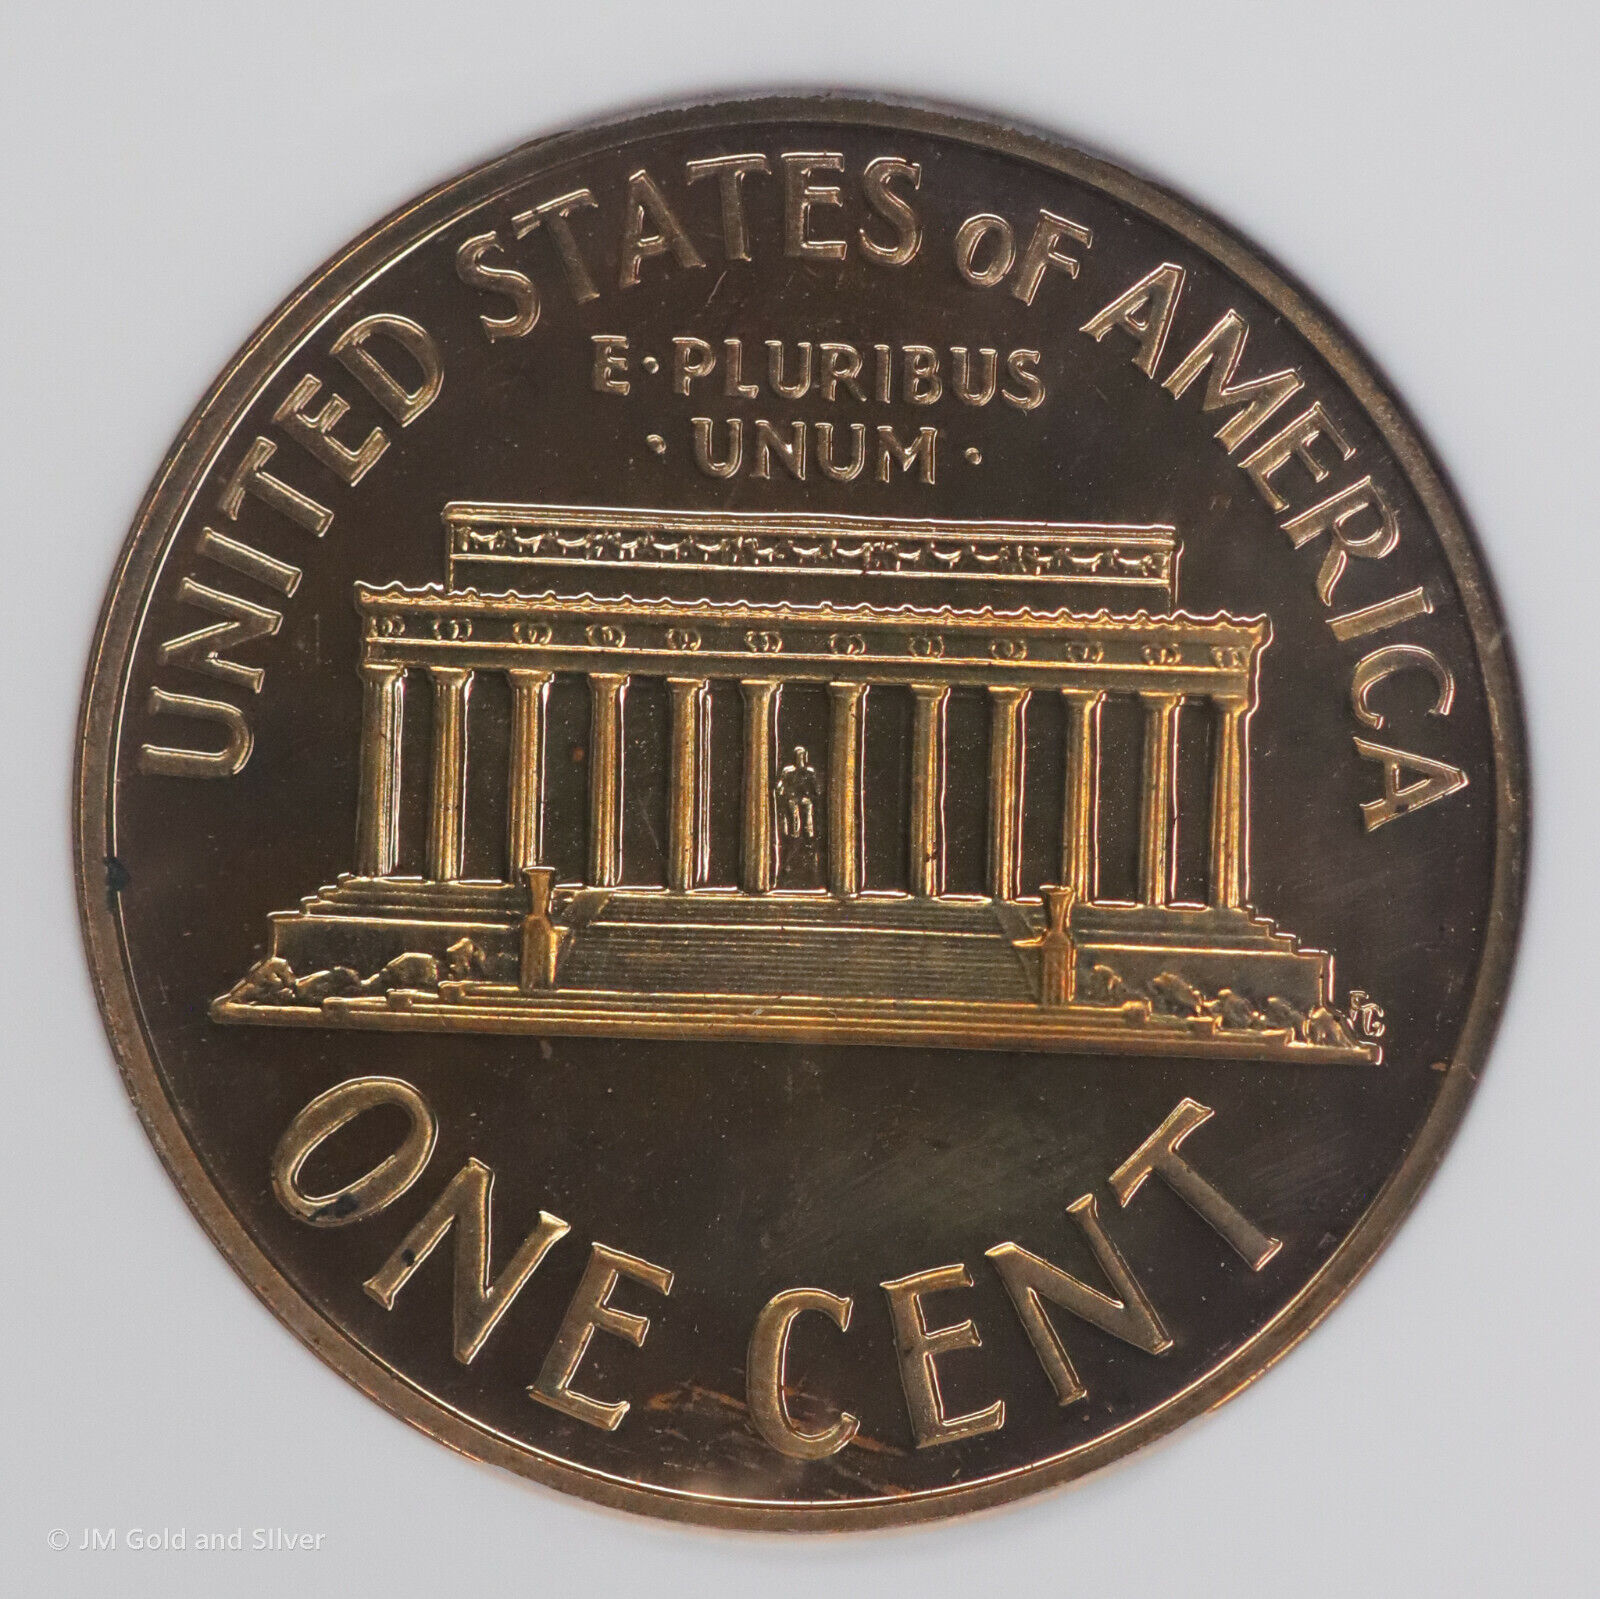 UNITED STATES OF AMERICA
E·PLURIBUS
·UNUM·
FG
ONE CENT
© JM Gold and Silver